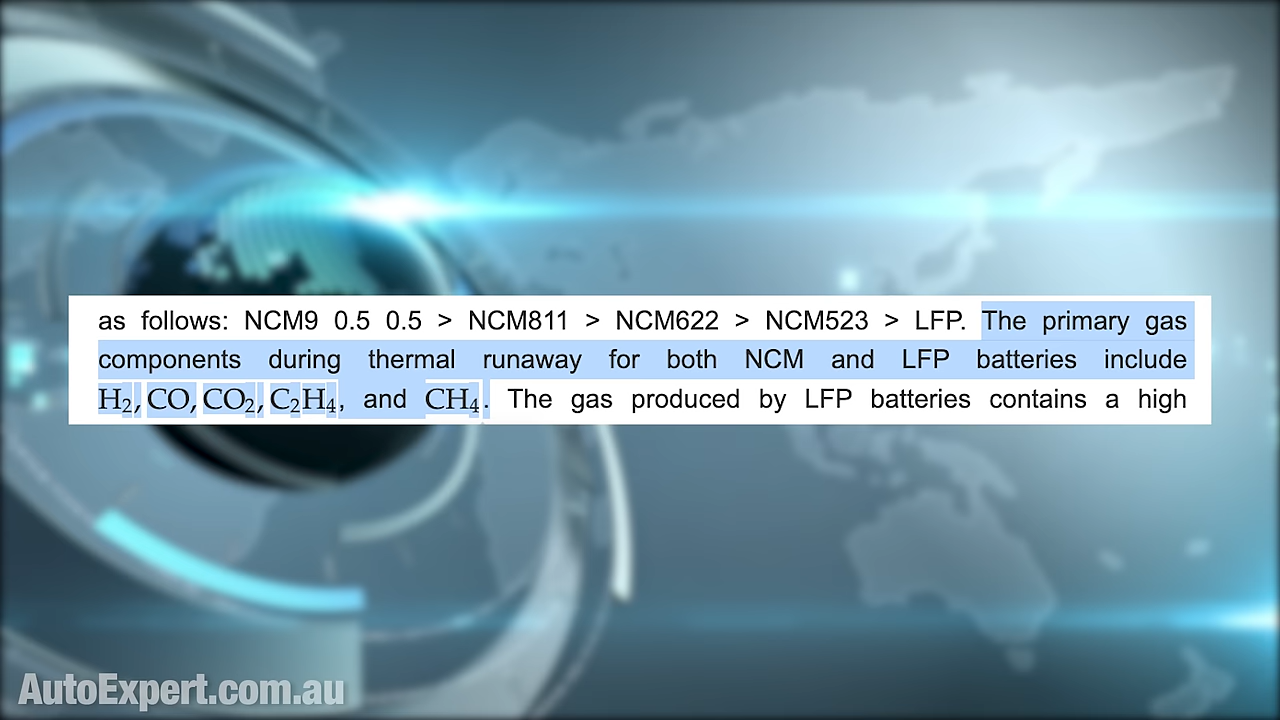 as follows: NCM9 0.5 0.5 > NCM811 > NCM622 > NCM523 > LFP. The primary gas
components during thermal runaway for both NCM and LFP batteries include
H₂, CO, CO₂, C₂H₄, and CH₄. The gas produced by LFP batteries contains a high
AutoExpert.com.au